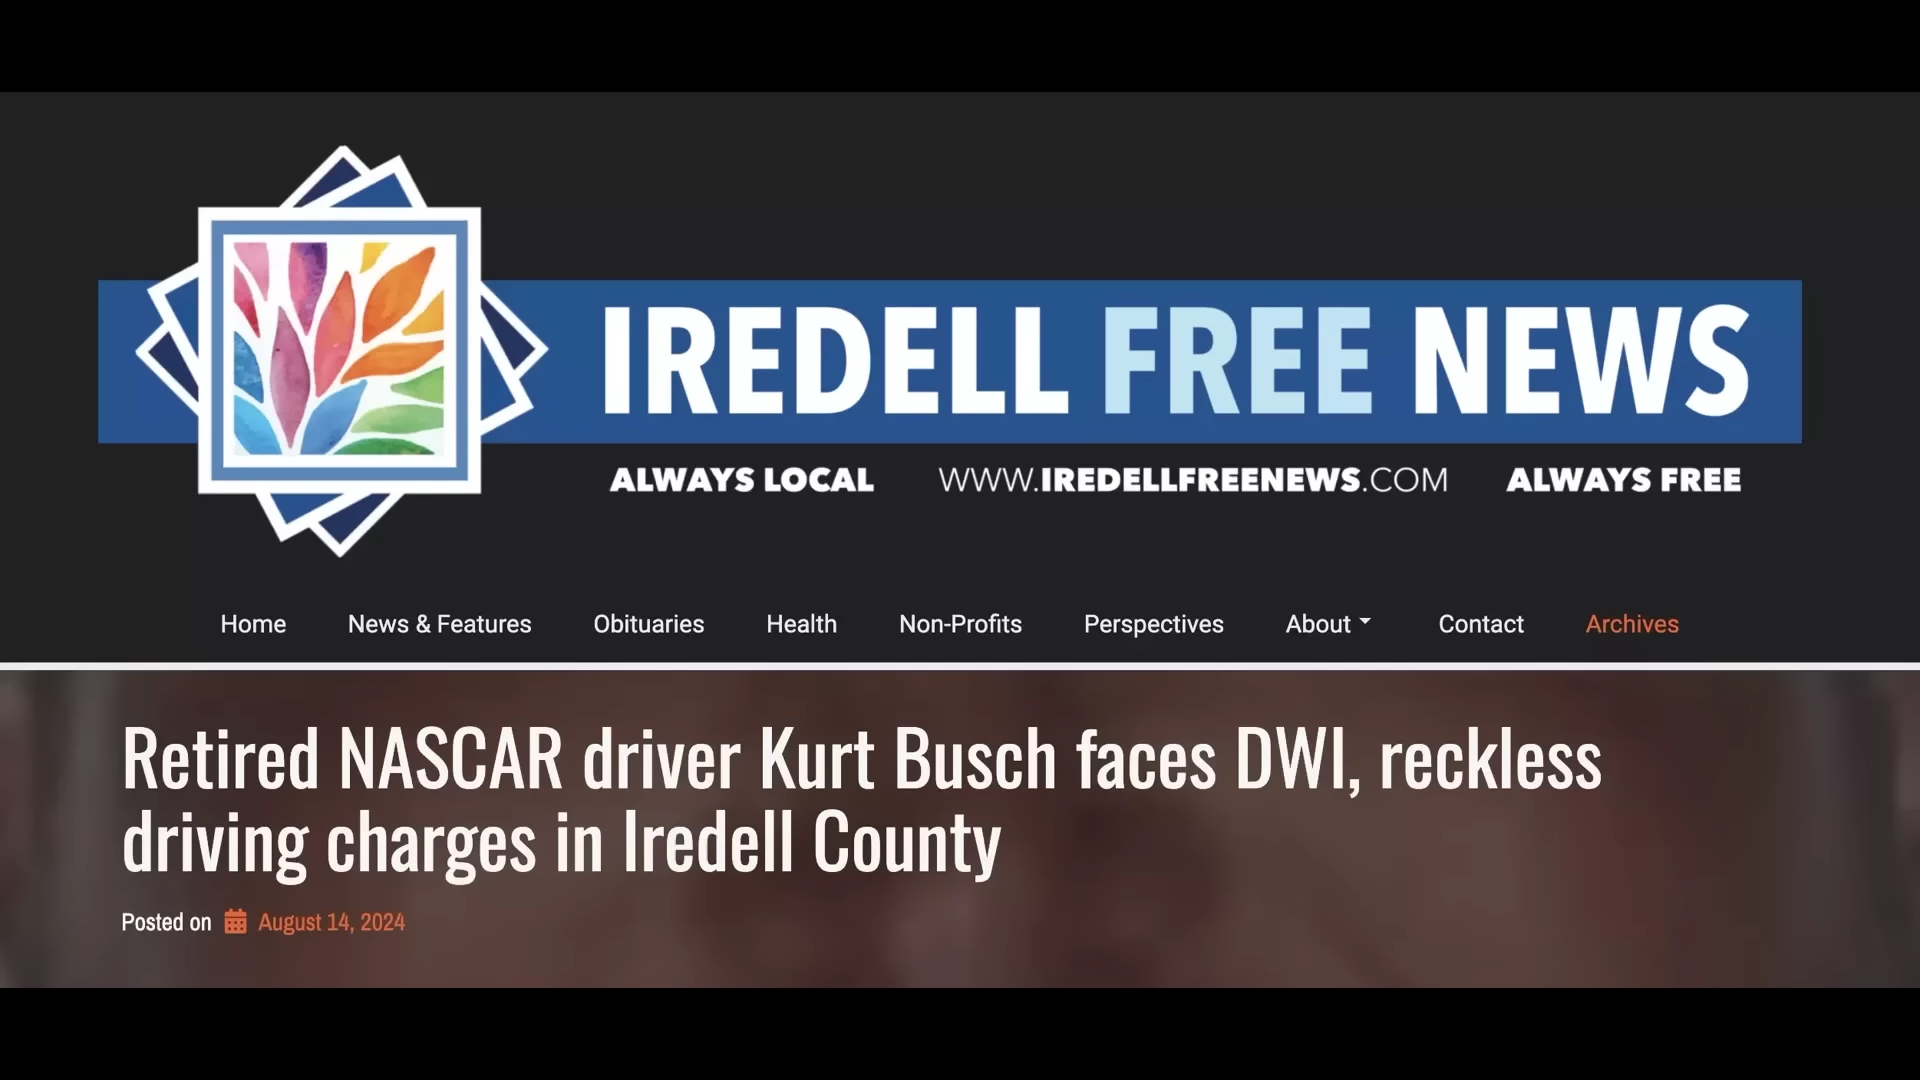 IREDELL FREE NEWS
ALWAYS LOCAL WWW.IREDELLFREENEWS.COM ALWAYS FREE
Home News & Features Obituaries Health Non-Profits Perspectives About Contact Archives
Retired NASCAR driver Kurt Busch faces DWI, reckless
driving charges in Iredell County
Posted on August 14, 2024